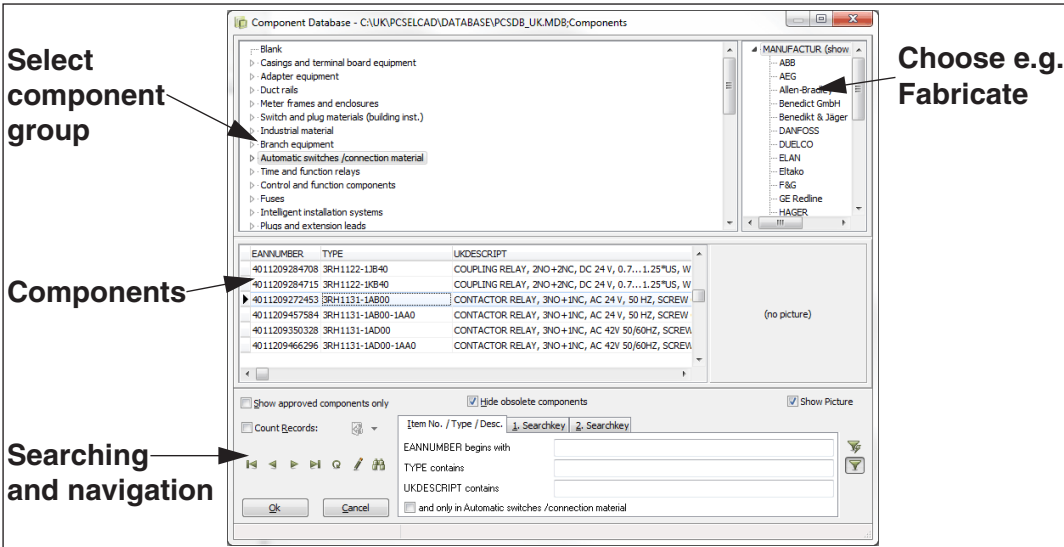 Component Database - C:\UK\PCSELCAD\DATABASE\PCSDB_UK.MDB;Components
Select
component
group
Blank
Casings and terminal board equipment
Adapter equipment
Duct rails
Meter frames and enclosures
Switch and plug materials (building inst.)
Industrial material
Branch equipment
Automatic switches /connection material
Time and function relays
Control and function components
Fuses
Intelligent installation systems
Plugs and extension leads
MANUFACTUR (show
ABB
AEG
Allen-Bradley
Benedict GmbH
Benedikt & Jäger
DANFOSS
DUELCO
ELAN
Eltako
F&G
GE Redline
HAGER
Choose e.g.
Fabricate
Components
EANNUMBER TYPE UKDESCRIPT
4011209284708 3RH1122-1JB40 COUPLING RELAY, 2NO+2NC, DC 24 V, 0.7...1.25*US, W
4011209284715 3RH1122-1KB40 COUPLING RELAY, 2NO+2NC, DC 24 V, 0.7...1.25*US, W
4011209272453 3RH1131-1AB00 CONTACTOR RELAY, 3NO+1NC, AC 24 V, 50 HZ, SCREW
4011209457584 3RH1131-1AB00-1AA0 CONTACTOR RELAY, 3NO+1NC, AC 24 V, 50 HZ, SCREW
4011209350328 3RH1131-1AD00 CONTACTOR RELAY, 3NO+1NC, AC 42V 50/60HZ, SCREW
4011209466296 3RH1131-1AD00-1AA0 CONTACTOR RELAY, 3NO+1NC, AC 42V 50/60HZ, SCREW
(no picture)
Show approved components only
Hide obsolete components
Show Picture
Count Records:
Item No. / Type / Desc. 1. Searchkey 2. Searchkey
EANNUMBER begins with
TYPE contains
UKDESCRIPT contains
and only in Automatic switches /connection material
Searching
and navigation
Ok Cancel